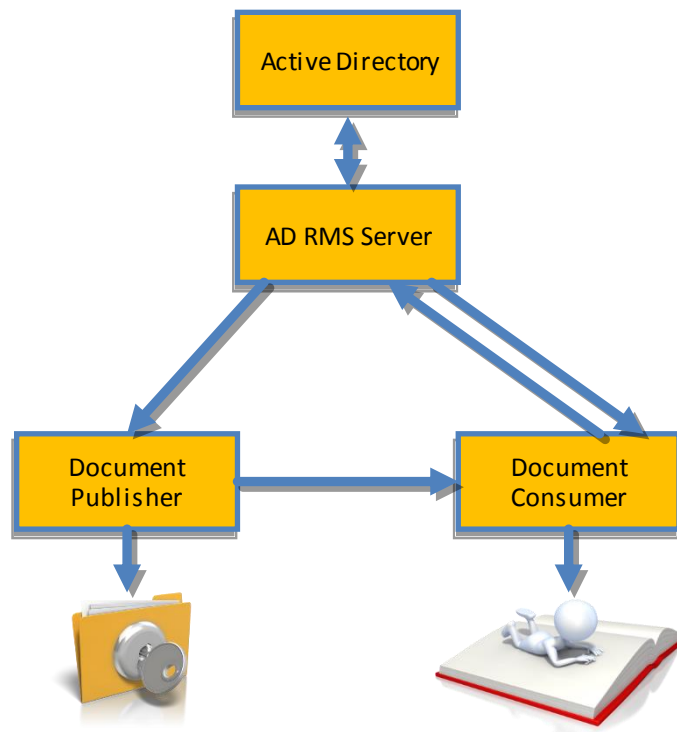 Active Directory
AD RMS Server
Document
Publisher
Document
Consumer